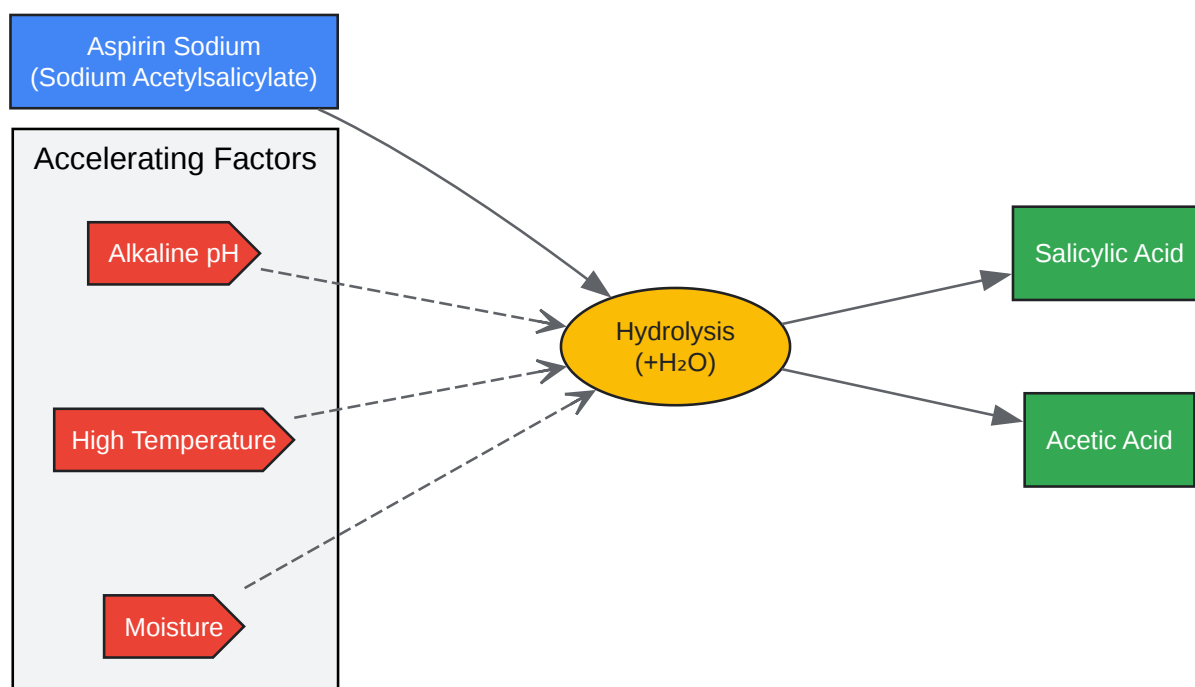 Aspirin Sodium
(Sodium Acetylsalicylate)
Accelerating Factors
Alkaline pH
High Temperature
Moisture
Hydrolysis
(+H₂O)
Salicylic Acid
Acetic Acid